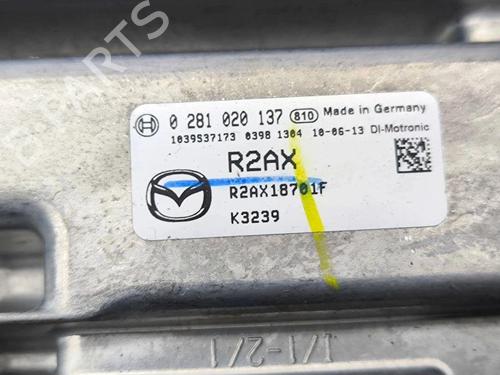 0 281 020 137 810 Made in Germany
1039S37173 0398 1304 10-06-13 DI-Motronic
R2AX
R2AX18701F
K3239
1/1-2/1
B-PARTS